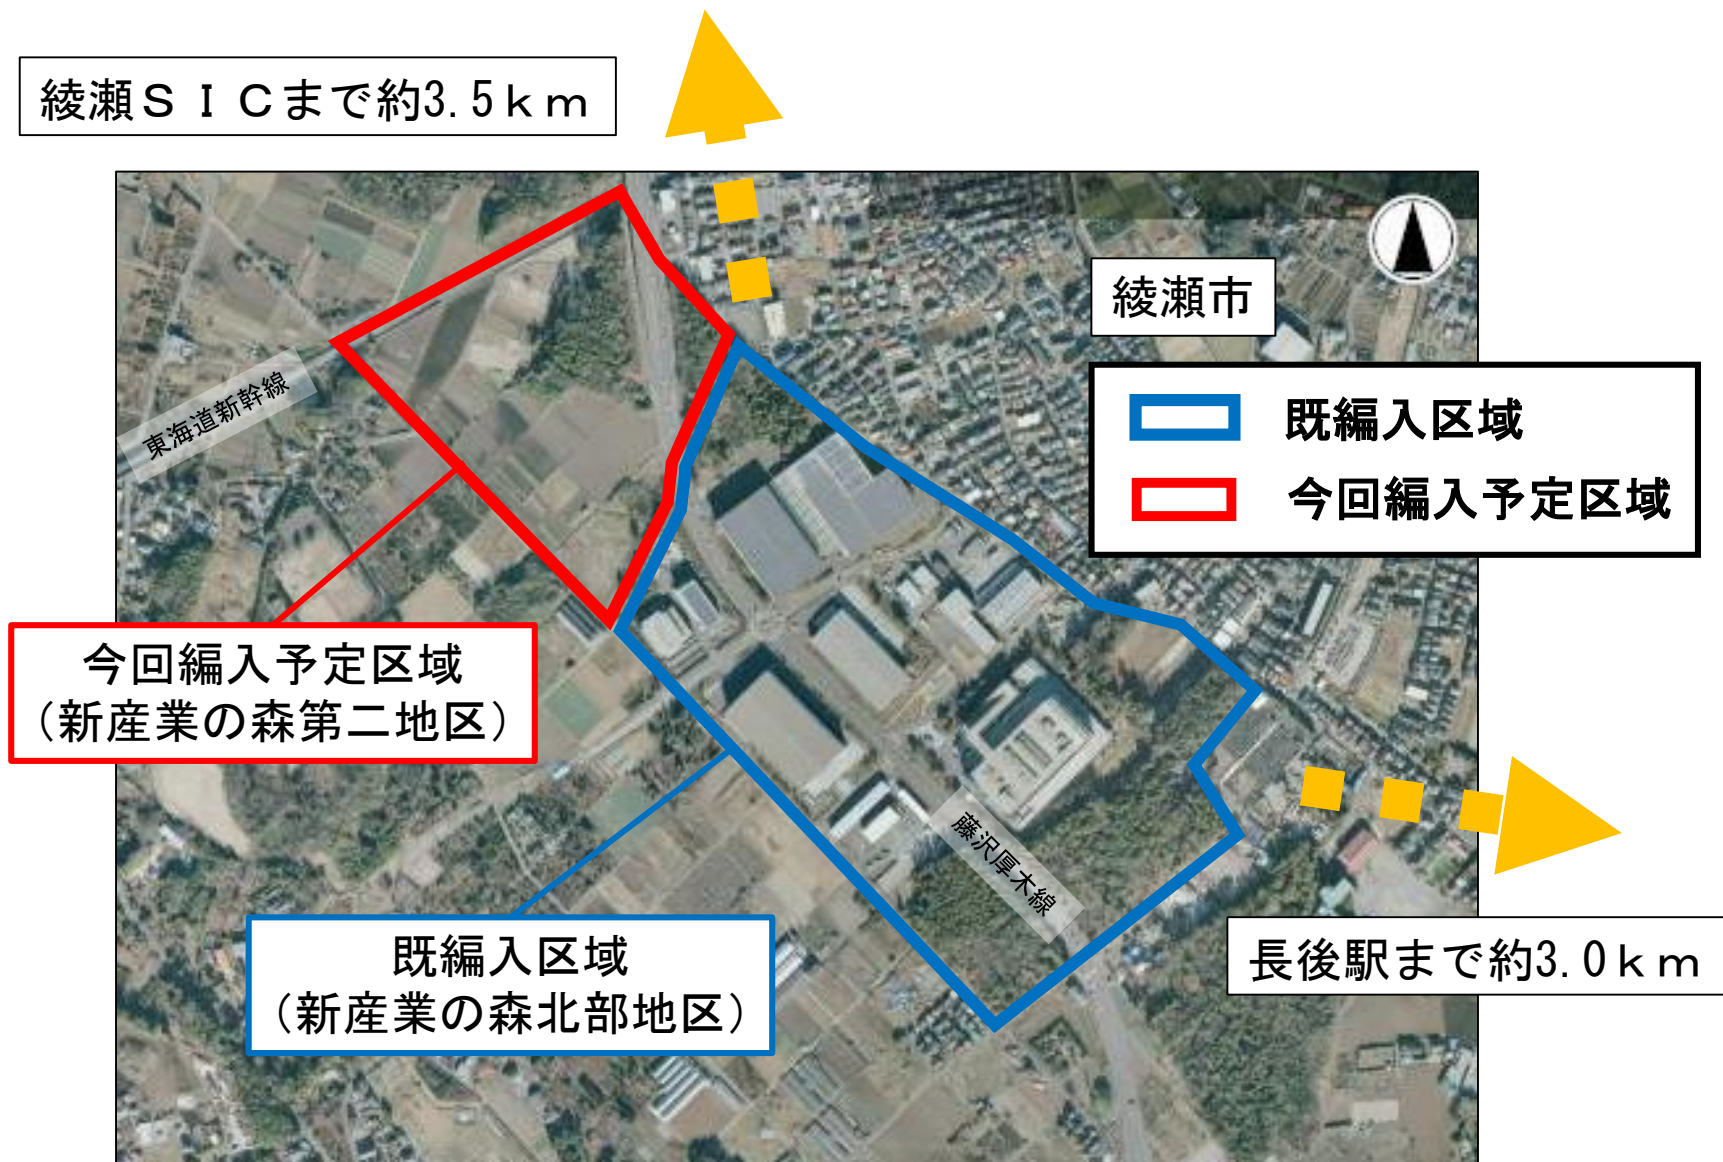 綾瀬ＳＩＣまで約3.5ｋｍ
綾瀬市
既編入区域
今回編入予定区域
東海道新幹線
今回編入予定区域
（新産業の森第二地区）
藤沢厚木線
既編入区域
（新産業の森北部地区）
長後駅まで約3.0ｋｍ